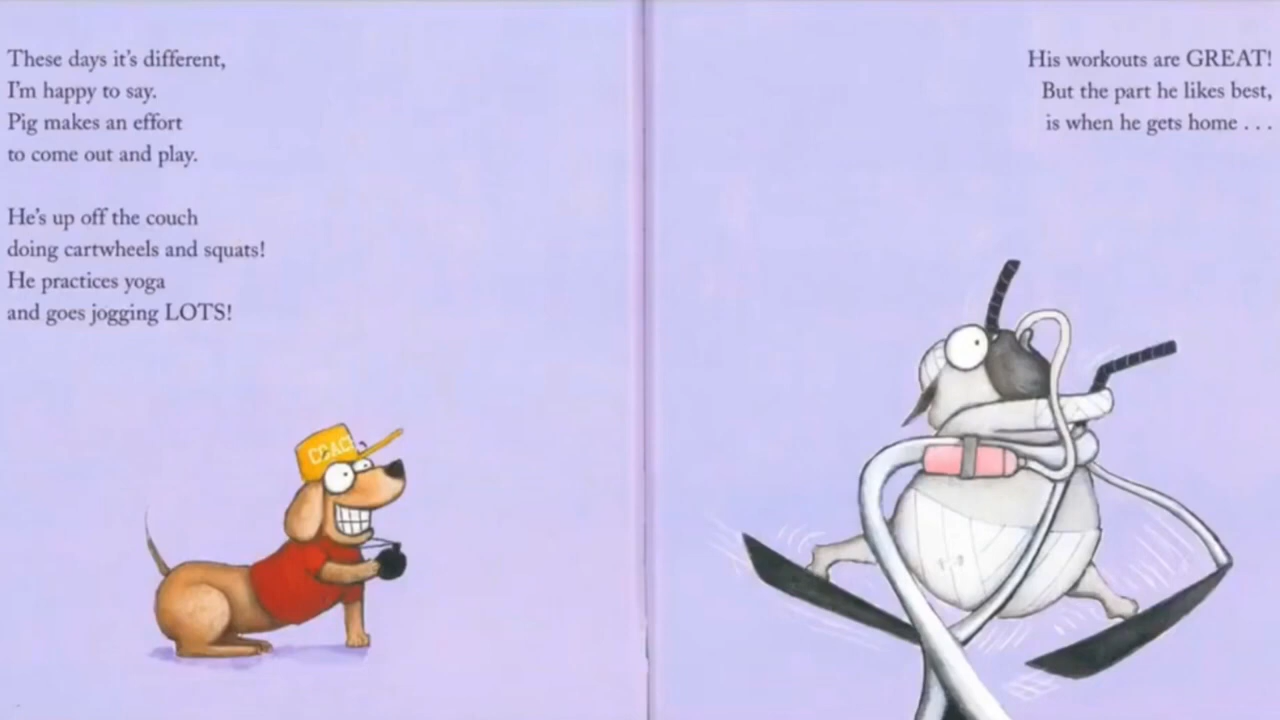 These days it's different,
I'm happy to say.
Pig makes an effort
to come out and play.
He's up off the couch
doing cartwheels and squats!
He practices yoga
and goes jogging LOTS!
COACH
His workouts are GREAT!
But the part he likes best,
is when he gets home . . .